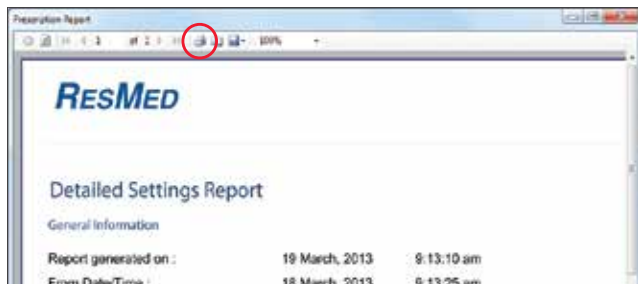 Prescription Report
1 of 2 100%
RESMED
Detailed Settings Report
General Information
Report generated on : 19 March, 2013 9:13:10 am
From Date/Time : 18 March, 2013 9:13:25 am